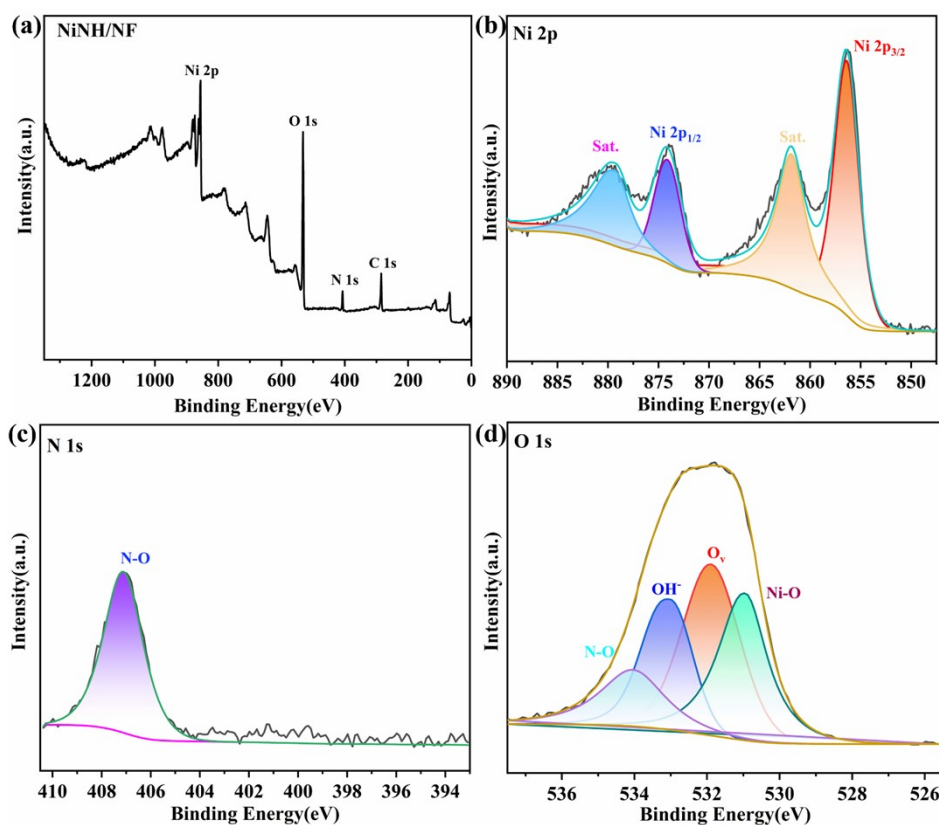 (a)
NiNH/NF
Ni 2p
O 1s
N 1s
C 1s
Intensity(a.u.)
1200 1000 800 600 400 200 0
Binding Energy(eV)
(b)
Ni 2p
Ni 2p3/2
Sat.
Ni 2p1/2
Sat.
Intensity(a.u.)
890 885 880 875 870 865 860 855 850
Binding Energy(eV)
(c)
N 1s
N-O
Intensity(a.u.)
410 408 406 404 402 400 398 396 394
Binding Energy(eV)
(d)
O 1s
Ov
OH-
Ni-O
N-O
Intensity(a.u.)
536 534 532 530 528 526
Binding Energy(eV)